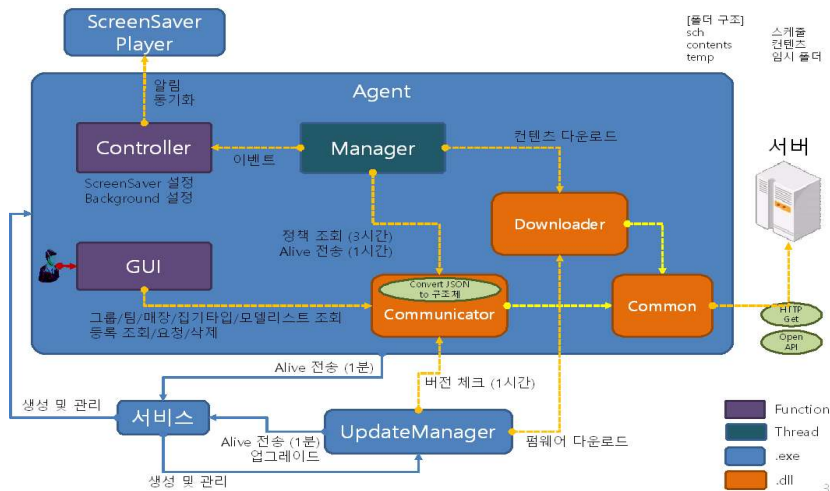 ScreenSaver
Player
[폴더 구조]
sch 스케줄
contents 컨텐츠
temp 임시 폴더
알림
동기화
Agent
Controller
이벤트
Manager
컨텐츠 다운로드
서버
ScreenSaver 설정
Background 설정
Downloader
정책 조회 (3시간)
Alive 전송 (1시간)
GUI
Convert JSON
to 구조체
Communicator
Common
그룹/팀/매장/집기타입/모델리스트 조회
등록 조회/요청/삭제
HTTP
Get
Open
API
Alive 전송 (1분)
버전 체크 (1시간)
생성 및 관리
서비스
UpdateManager
Alive 전송 (1분)
업그레이드
펌웨어 다운로드
생성 및 관리
Function
Thread
.exe
.dll